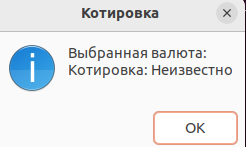 Котировка
Выбранная валюта:
Котировка: Неизвестно
OK